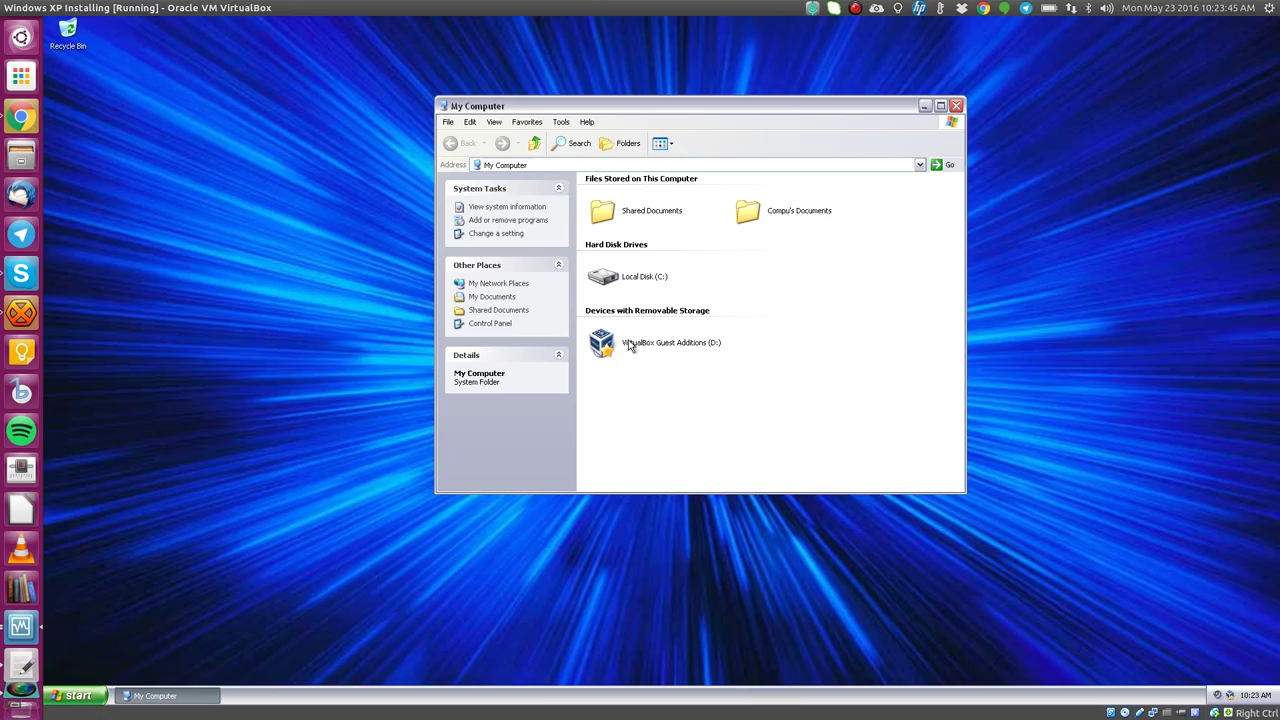 Windows XP Installing [Running] - Oracle VM VirtualBox
Mon May 23 2016 10:23:45 AM
Recycle Bin
My Computer
File Edit View Favorites Tools Help
Back Search Folders
Address My Computer Go
System Tasks
View system information
Add or remove programs
Change a setting
Other Places
My Network Places
My Documents
Shared Documents
Control Panel
Details
My Computer
System Folder
Files Stored on This Computer
Shared Documents Compu's Documents
Hard Disk Drives
Local Disk (C:)
Devices with Removable Storage
VirtualBox Guest Additions (D:)
start My Computer 10:23 AM
Right Ctrl